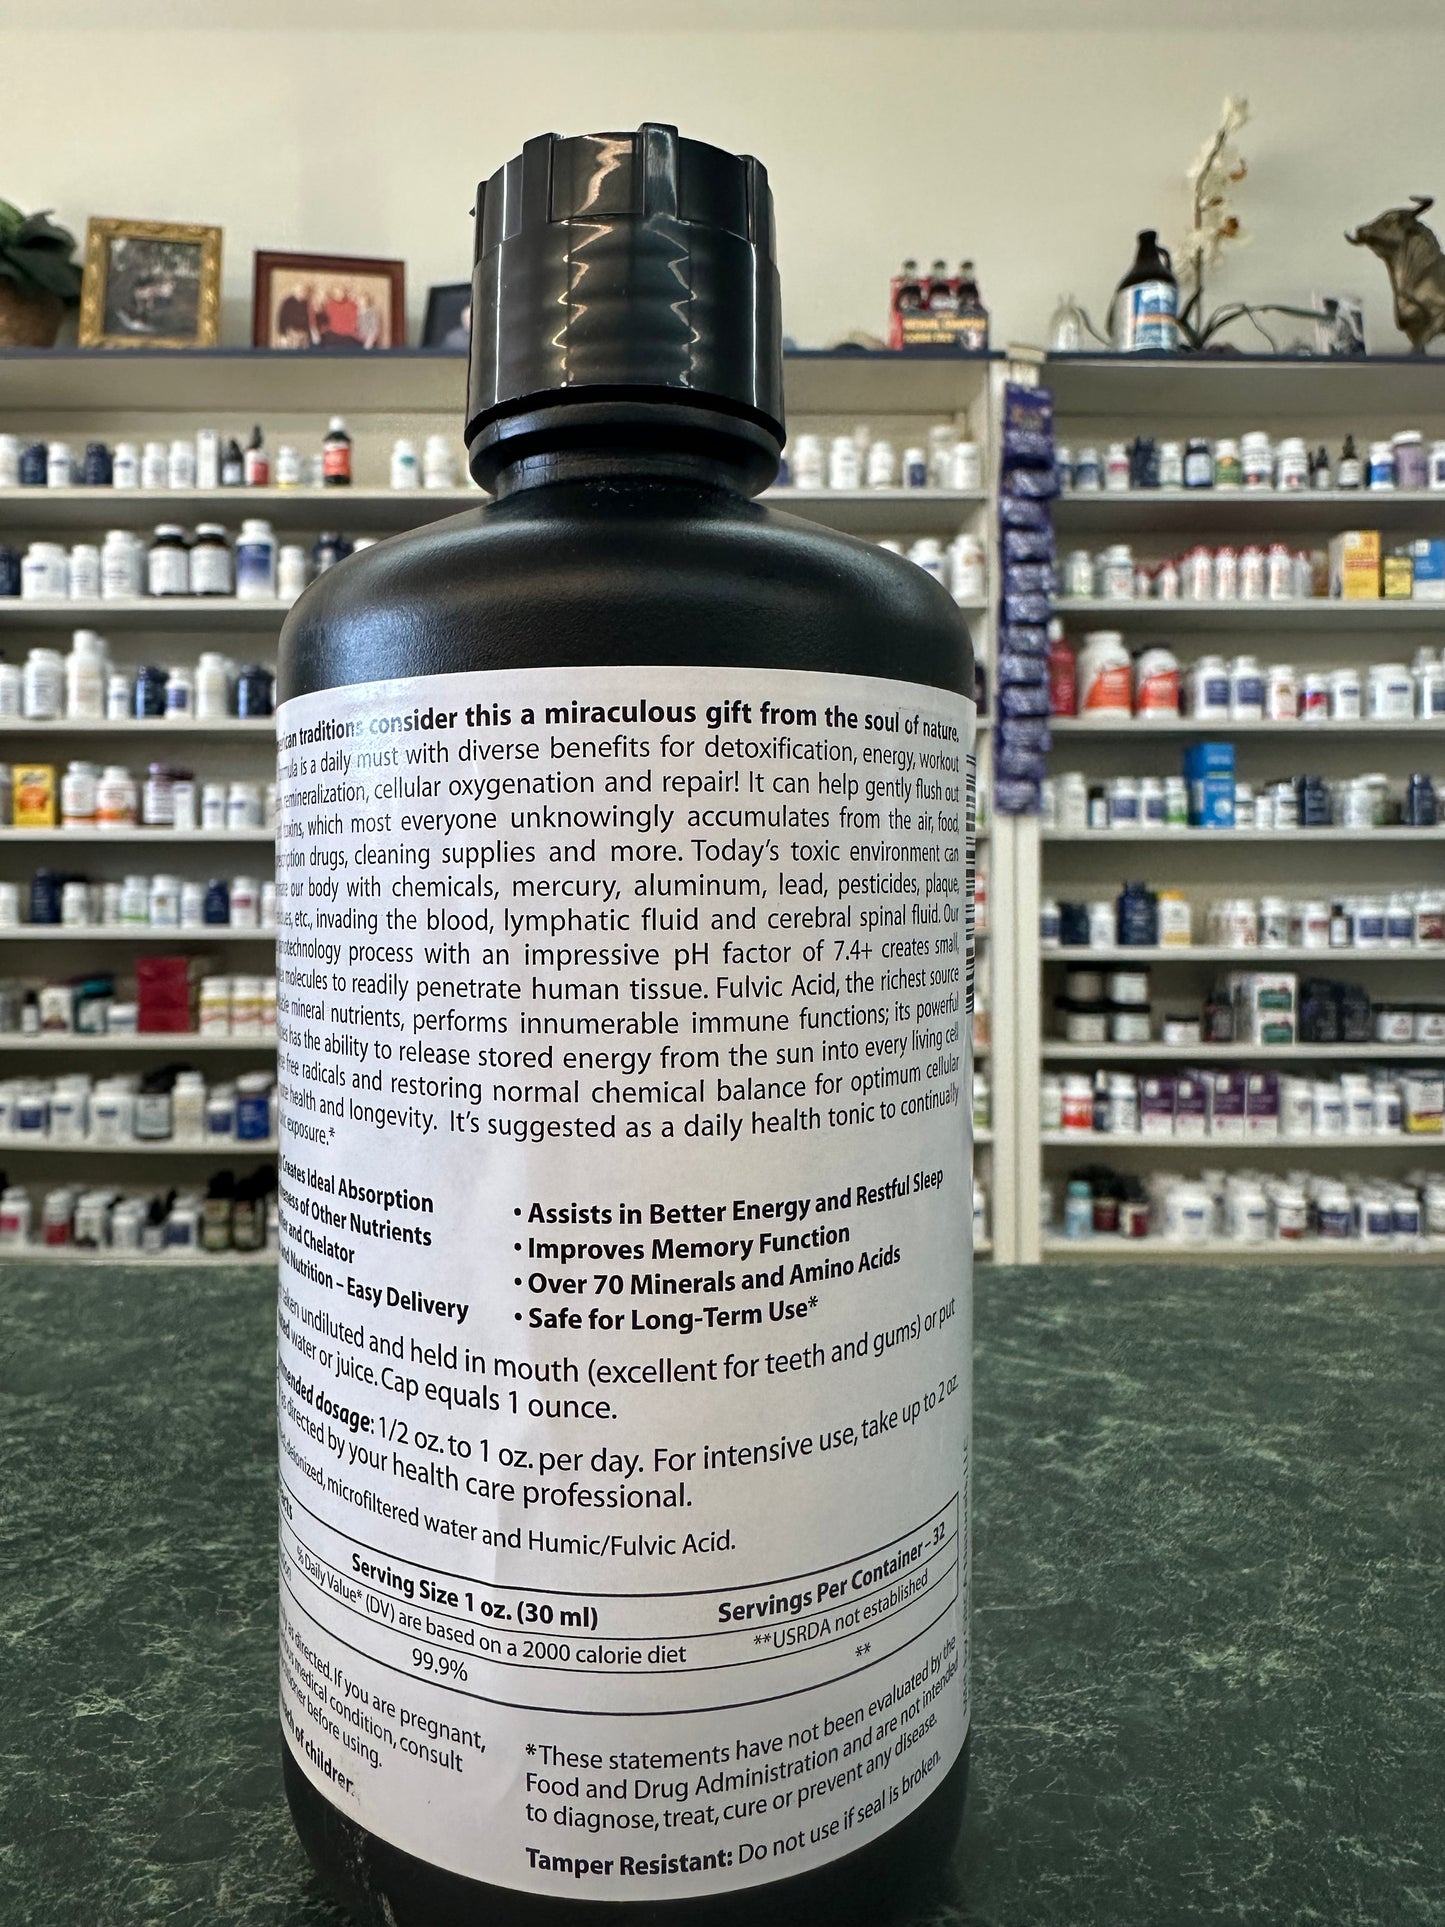 traditions consider this a miraculous gift from the soul of nature.
is a daily must with diverse benefits for detoxification, energy, workout
remineralization, cellular oxygenation and repair! It can help gently flush out
toxins, which most everyone unknowingly accumulates from the air, food,
drugs, cleaning supplies and more. Today's toxic environment can
our body with chemicals, mercury, aluminum, lead, pesticides, plaque,
etc., invading the blood, lymphatic fluid and cerebral spinal fluid. Our
process with an impressive pH factor of 7.4+ creates small,
molecules to readily penetrate human tissue. Fulvic Acid, the richest source
mineral nutrients, performs innumerable immune functions; its powerful
has the ability to release stored energy from the sun into every living cell
free radicals and restoring normal chemical balance for optimum cellular
health and longevity. It's suggested as a daily health tonic to continually
exposure.*
Creates Ideal Absorption
of Other Nutrients
and Chelator
Nutrition – Easy Delivery
• Assists in Better Energy and Restful Sleep
• Improves Memory Function
• Over 70 Minerals and Amino Acids
• Safe for Long-Term Use*
taken undiluted and held in mouth (excellent for teeth and gums) or put
water or juice. Cap equals 1 ounce.
dosage: 1/2 oz. to 1 oz. per day. For intensive use, take up to 2 oz.
directed by your health care professional.
deionized, microfiltered water and Humic/Fulvic Acid.
Serving Size 1 oz. (30 ml) Servings Per Container – 32
% Daily Value* (DV) are based on a 2000 calorie diet **USRDA not established
99.9% **
as directed. If you are pregnant,
medical condition, consult
before using.
of children.
*These statements have not been evaluated by the
Food and Drug Administration and are not intended
to diagnose, treat, cure or prevent any disease.
Tamper Resistant: Do not use if seal is broken.